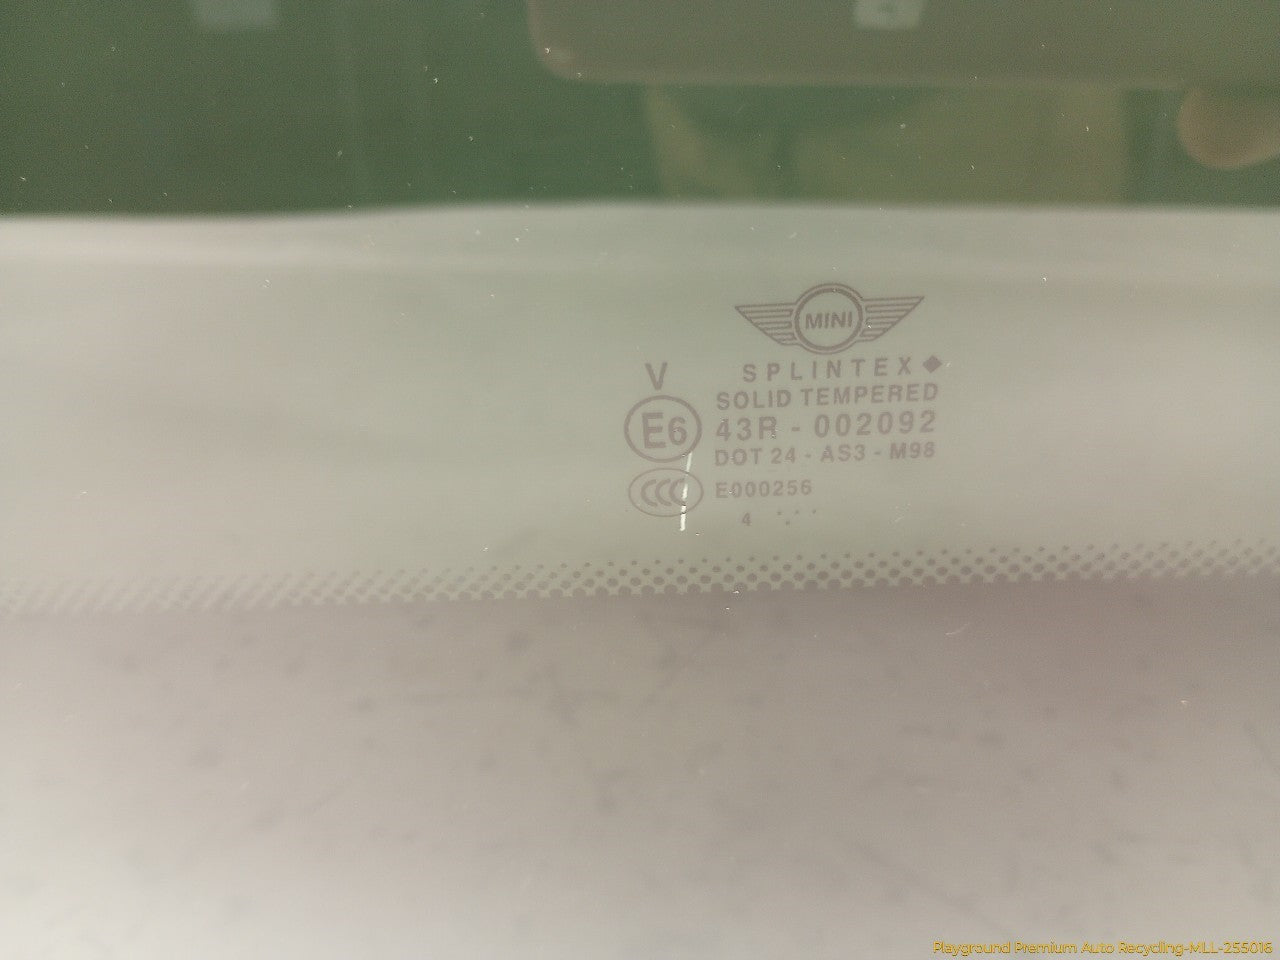 MINI
SPLINTEX
V
SOLID TEMPERED
E6
43R - 002092
DOT 24 - AS3 - M98
CCC
E000256
4
Playground Premium Auto Recycling-MLL-255016